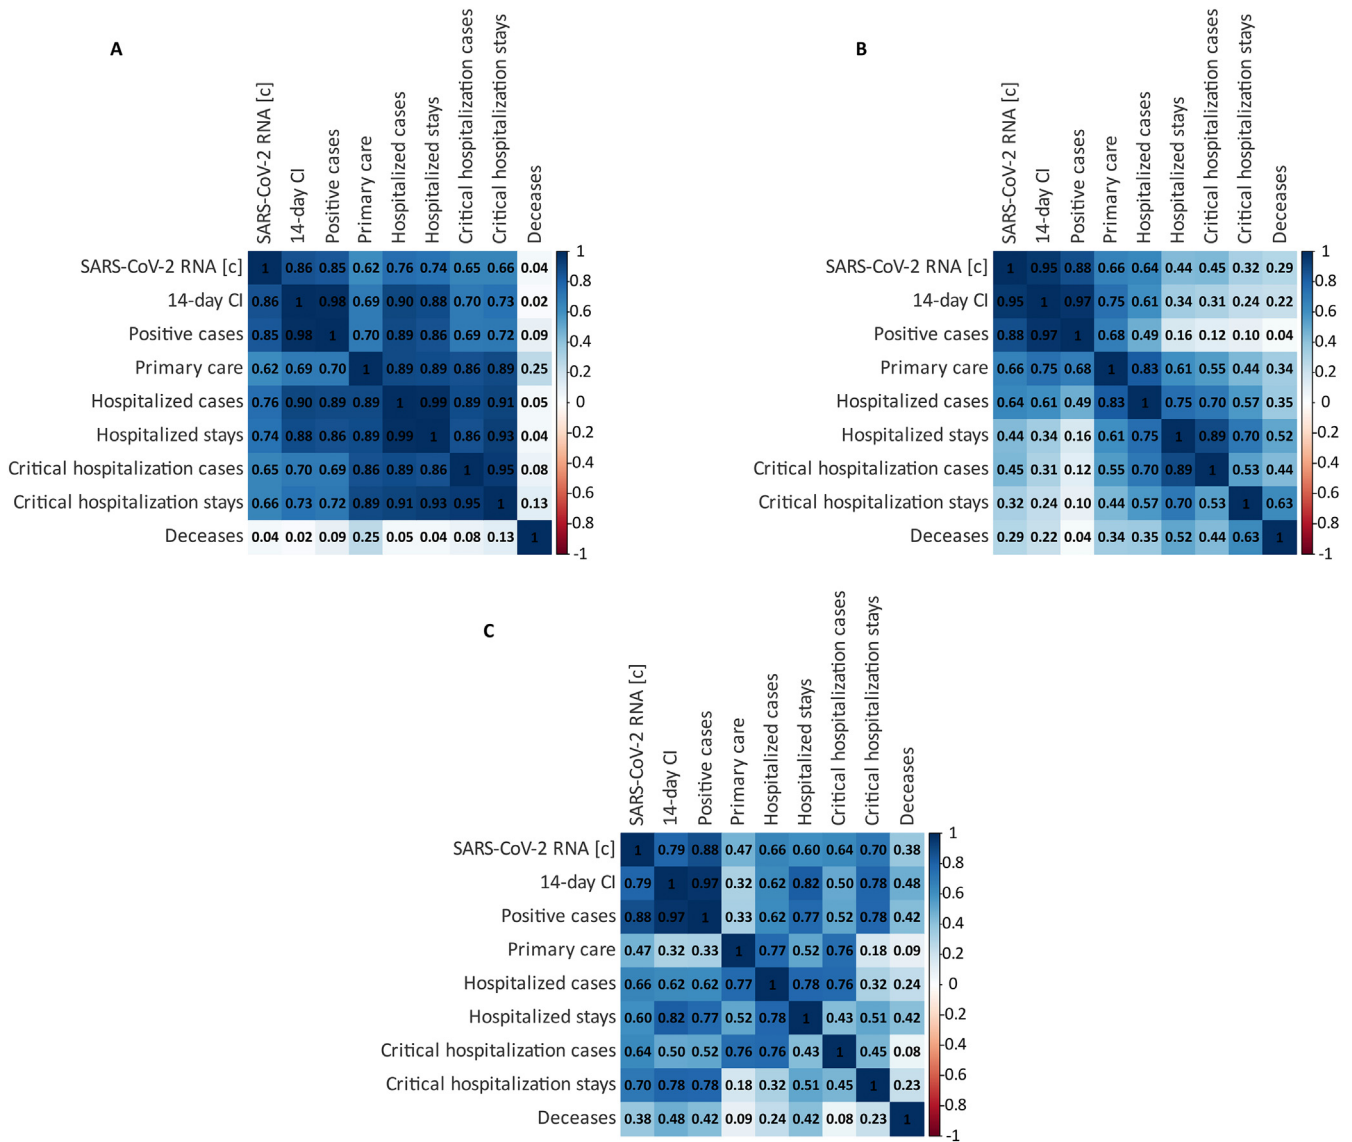 A
SARS-CoV-2 RNA [c]
14-day CI
Positive cases
Primary care
Hospitalized cases
Hospitalized stays
Critical hospitalization cases
Critical hospitalization stays
Deceases
SARS-CoV-2 RNA [c] 1 0.86 0.85 0.62 0.76 0.74 0.65 0.66 0.04
14-day CI 0.86 1 0.98 0.69 0.90 0.88 0.70 0.73 0.02
Positive cases 0.85 0.98 1 0.70 0.89 0.86 0.69 0.72 0.09
Primary care 0.62 0.69 0.70 1 0.89 0.89 0.86 0.89 0.25
Hospitalized cases 0.76 0.90 0.89 0.89 1 0.99 0.89 0.91 0.05
Hospitalized stays 0.74 0.88 0.86 0.89 0.99 1 0.86 0.93 0.04
Critical hospitalization cases 0.65 0.70 0.69 0.86 0.89 0.86 1 0.95 0.08
Critical hospitalization stays 0.66 0.73 0.72 0.89 0.91 0.93 0.95 1 0.13
Deceases 0.04 0.02 0.09 0.25 0.05 0.04 0.08 0.13 1
1
0.8
0.6
0.4
0.2
0
-0.2
-0.4
-0.6
-0.8
-1
B
SARS-CoV-2 RNA [c]
14-day CI
Positive cases
Primary care
Hospitalized cases
Hospitalized stays
Critical hospitalization cases
Critical hospitalization stays
Deceases
SARS-CoV-2 RNA [c] 1 0.95 0.88 0.66 0.64 0.44 0.45 0.32 0.29
14-day CI 0.95 1 0.97 0.75 0.61 0.34 0.31 0.24 0.22
Positive cases 0.88 0.97 1 0.68 0.49 0.16 0.12 0.10 0.04
Primary care 0.66 0.75 0.68 1 0.83 0.61 0.55 0.44 0.34
Hospitalized cases 0.64 0.61 0.49 0.83 1 0.75 0.70 0.57 0.35
Hospitalized stays 0.44 0.34 0.16 0.61 0.75 1 0.89 0.70 0.52
Critical hospitalization cases 0.45 0.31 0.12 0.55 0.70 0.89 1 0.53 0.44
Critical hospitalization stays 0.32 0.24 0.10 0.44 0.57 0.70 0.53 1 0.63
Deceases 0.29 0.22 0.04 0.34 0.35 0.52 0.44 0.63 1
1
0.8
0.6
0.4
0.2
0
-0.2
-0.4
-0.6
-0.8
-1
C
SARS-CoV-2 RNA [c]
14-day CI
Positive cases
Primary care
Hospitalized cases
Hospitalized stays
Critical hospitalization cases
Critical hospitalization stays
Deceases
SARS-CoV-2 RNA [c] 1 0.79 0.88 0.47 0.66 0.60 0.64 0.70 0.38
14-day CI 0.79 1 0.97 0.32 0.62 0.82 0.50 0.78 0.48
Positive cases 0.88 0.97 1 0.33 0.62 0.77 0.52 0.78 0.42
Primary care 0.47 0.32 0.33 1 0.77 0.52 0.76 0.18 0.09
Hospitalized cases 0.66 0.62 0.62 0.77 1 0.78 0.76 0.32 0.24
Hospitalized stays 0.60 0.82 0.77 0.52 0.78 1 0.43 0.51 0.42
Critical hospitalization cases 0.64 0.50 0.52 0.76 0.76 0.43 1 0.45 0.08
Critical hospitalization stays 0.70 0.78 0.78 0.18 0.32 0.51 0.45 1 0.23
Deceases 0.38 0.48 0.42 0.09 0.24 0.42 0.08 0.23 1
1
0.8
0.6
0.4
0.2
0
-0.2
-0.4
-0.6
-0.8
-1